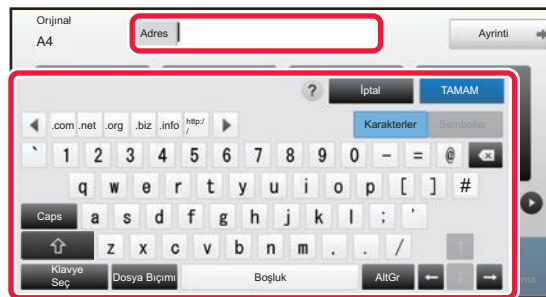 Orijinal
A4
Adres
Ayrinti
? İptal TAMAM
.com .net .org .biz .info http:/
/
Karakterler Semboller
` 1 2 3 4 5 6 7 8 9 0 - = @
q w e r t y u i o p [ ] #
Caps a s d f g h j k l ; '
z x c v b n m , . /
Klavye
Seç
Dosya Bıçımı Boşluk AltGr